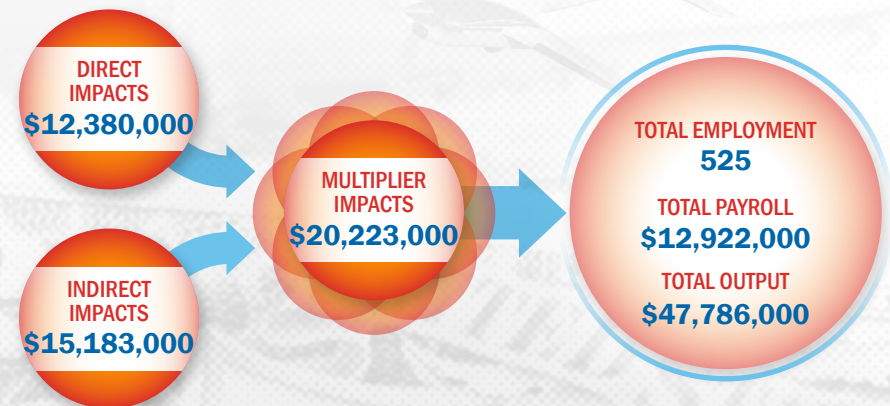 DIRECT
IMPACTS
$12,380,000
INDIRECT
IMPACTS
$15,183,000
MULTIPLIER
IMPACTS
$20,223,000
TOTAL EMPLOYMENT
525
TOTAL PAYROLL
$12,922,000
TOTAL OUTPUT
$47,786,000